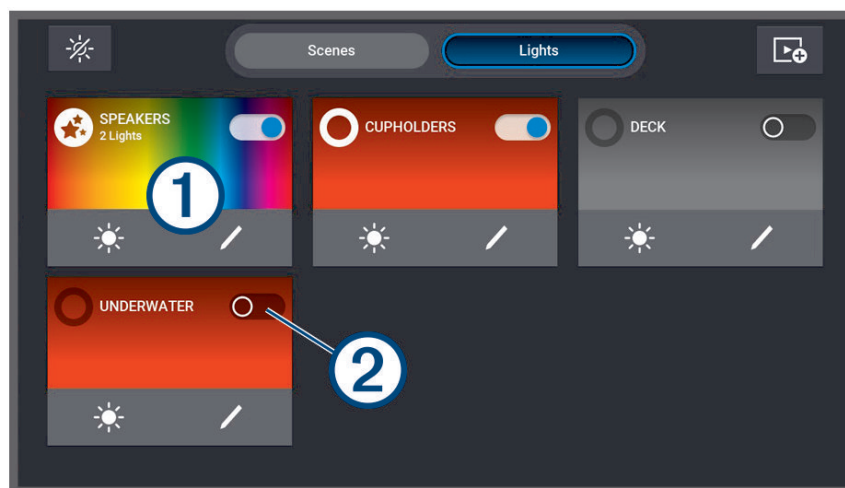 Scenes
Lights
SPEAKERS
2 Lights
CUPHOLDERS
DECK
1
UNDERWATER
2